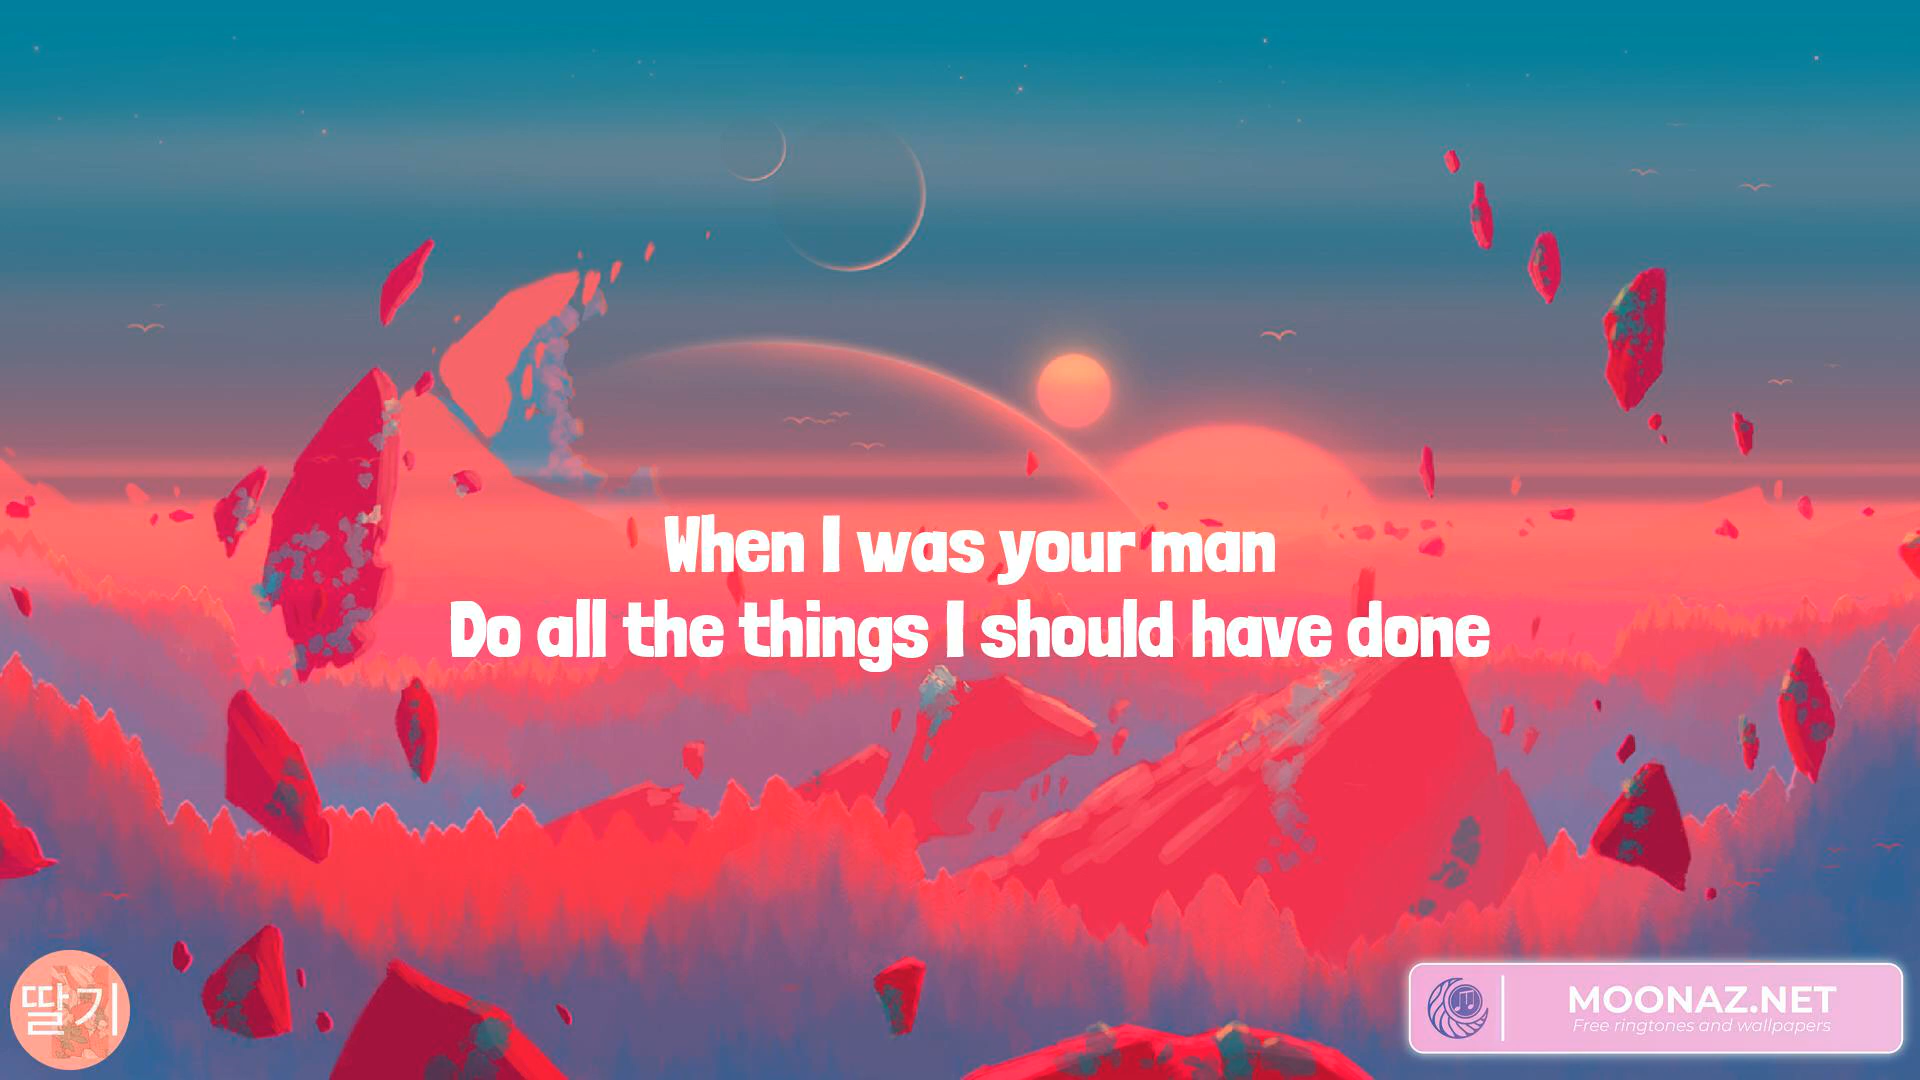 When I was your man
Do all the things I should have done
딸기
MOONAZ.NET
Free ringtones and wallpapers